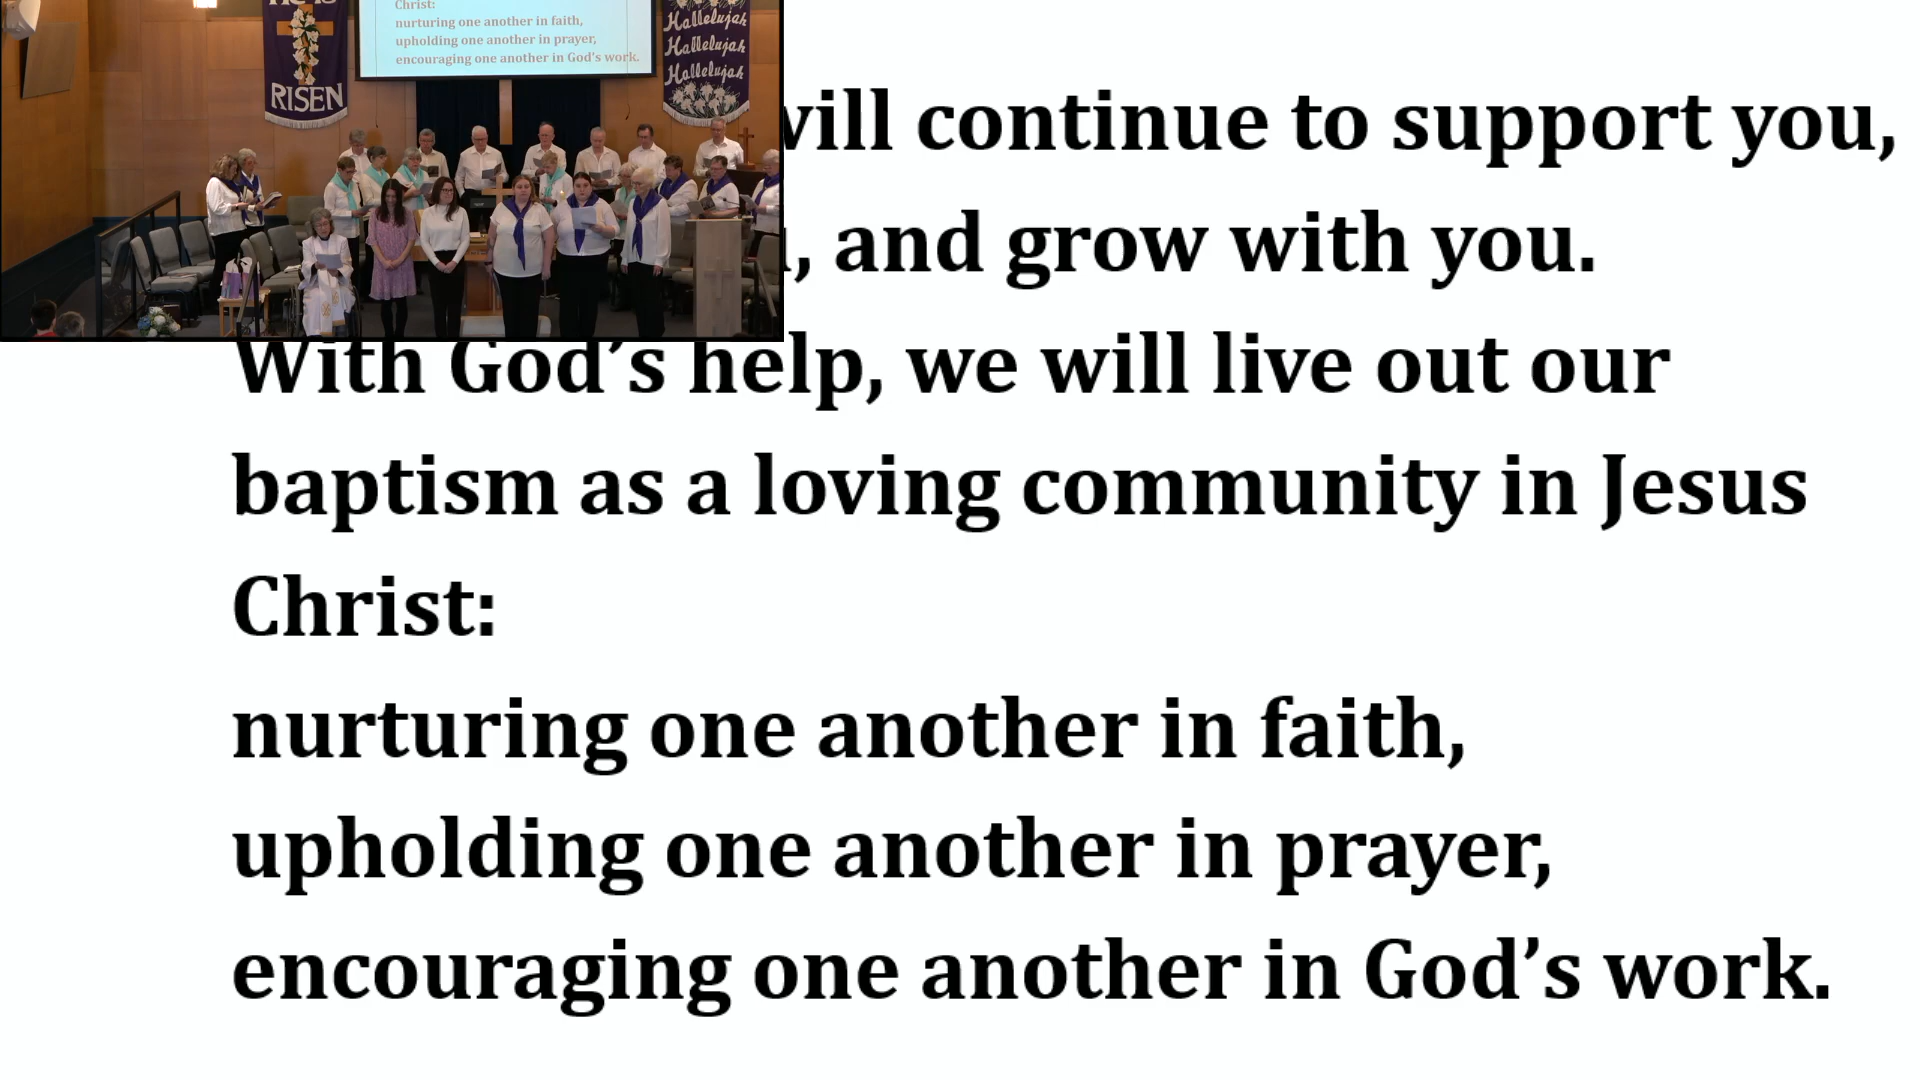 Christ:
nurturing one another in faith,
upholding one another in prayer,
encouraging one another in God's work.
RISEN
Hallelujah
Hallelujah
Hallelujah
will continue to support you,
, and grow with you.
With God’s help, we will live out our
baptism as a loving community in Jesus
Christ:
nurturing one another in faith,
upholding one another in prayer,
encouraging one another in God’s work.